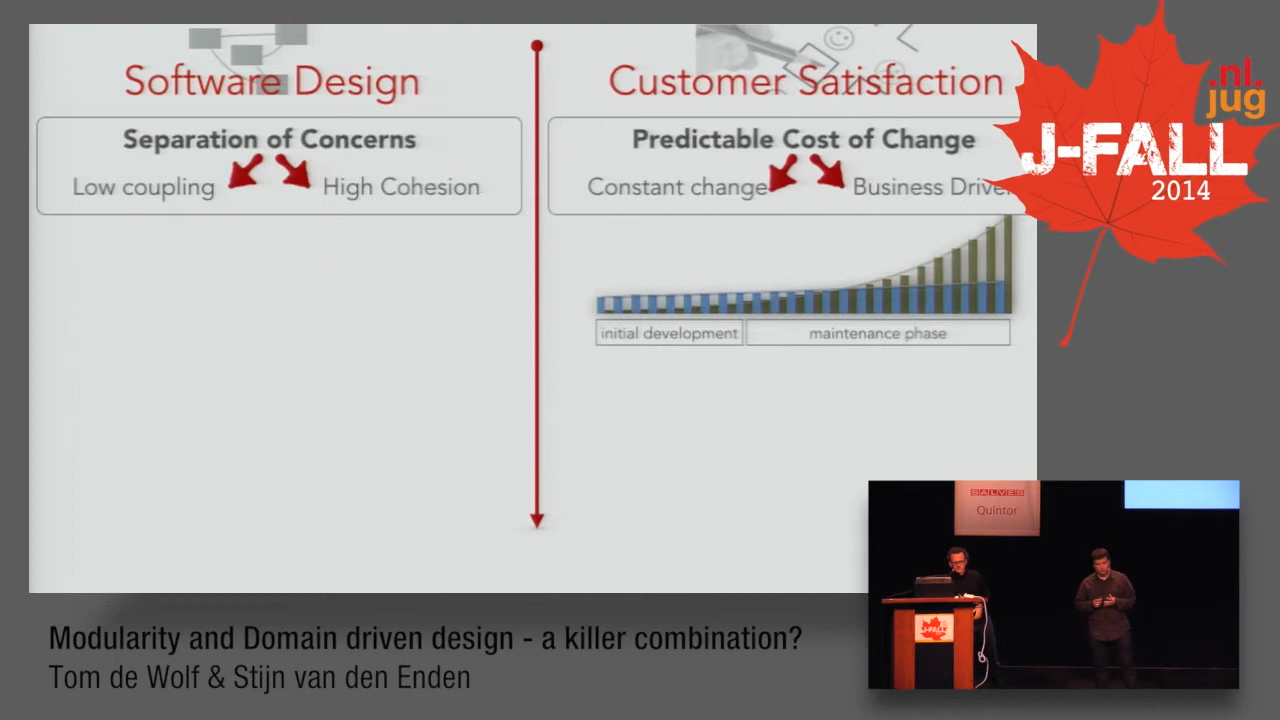 Software Design
Customer Satisfaction
Separation of Concerns
Low coupling
High Cohesion
Predictable Cost of Change
Constant change
Business Driven
initial development
maintenance phase
.nl.
jug
J-FALL
2014
SALVES
Quintor
J-FALL
Modularity and Domain driven design - a killer combination?
Tom de Wolf & Stijn van den Enden